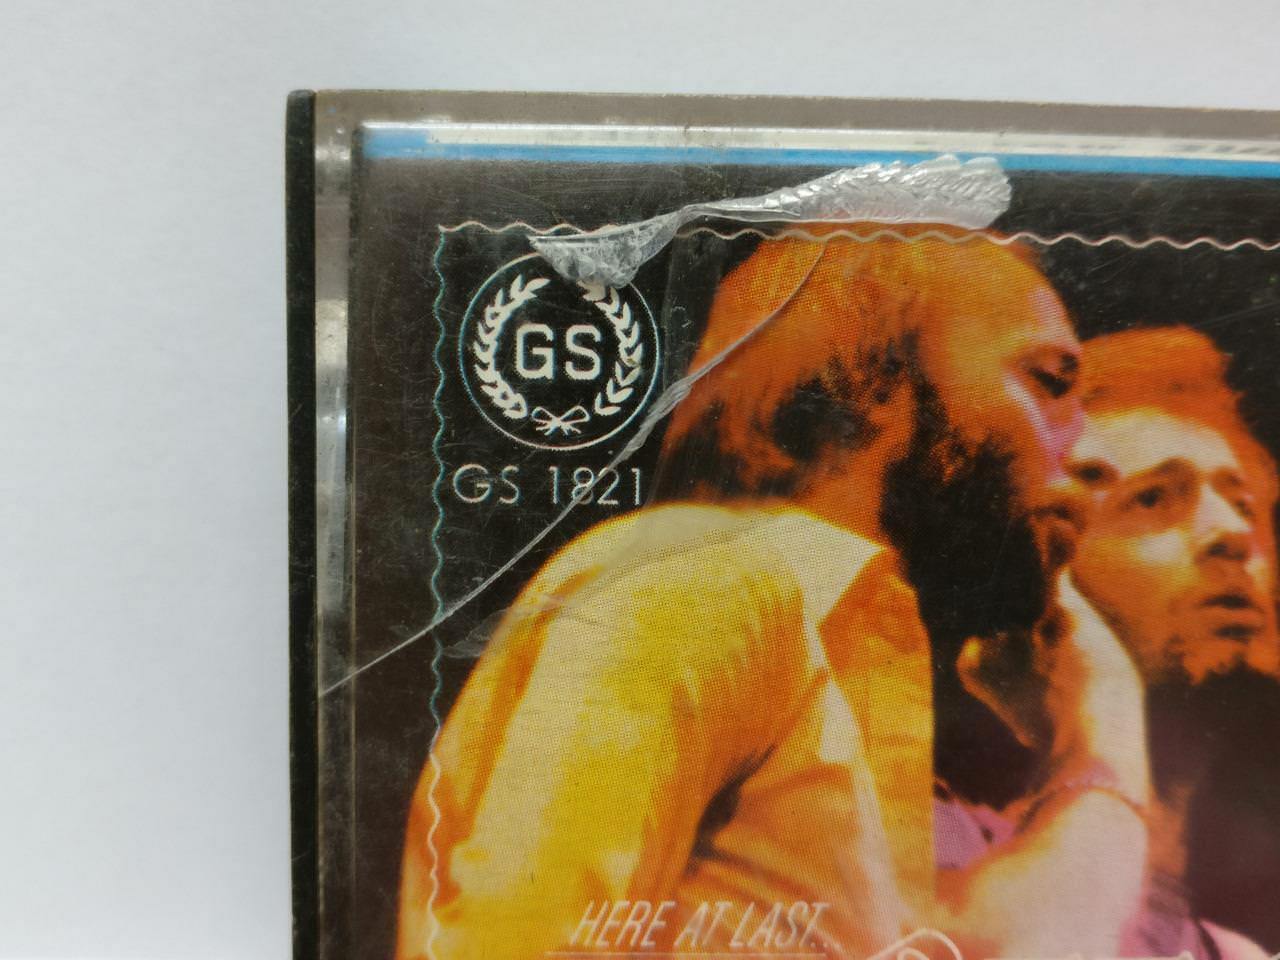 GS
GS 1821
HERE AT LAST...